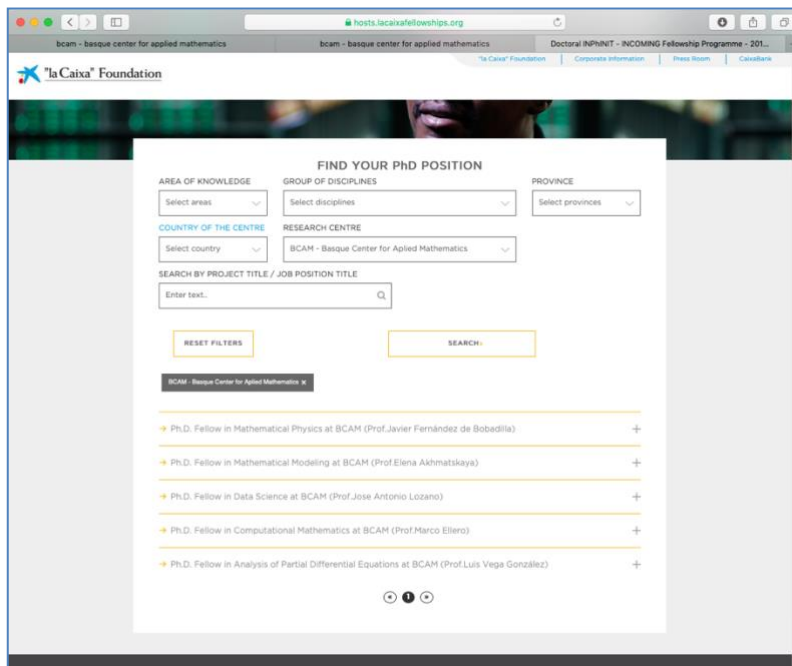 hosts.lacaixafellowships.org
bcam - basque center for applied mathematics
bcam - basque center for applied mathematics
Doctoral INPhINIT - INCOMING Fellowship Programme - 201...
"la Caixa" Foundation
Corporate Information
Press Room
CaixaBank
"la Caixa" Foundation
FIND YOUR PhD POSITION
AREA OF KNOWLEDGE
GROUP OF DISCIPLINES
PROVINCE
Select areas
Select disciplines
Select provinces
COUNTRY OF THE CENTRE
RESEARCH CENTRE
Select country
BCAM - Basque Center for Aplied Mathematics
SEARCH BY PROJECT TITLE / JOB POSITION TITLE
Enter text..
RESET FILTERS
SEARCH
BCAM - Basque Center for Aplied Mathematics x
Ph.D. Fellow in Mathematical Physics at BCAM (Prof.Javier Fernández de Bobadilla)
Ph.D. Fellow in Mathematical Modeling at BCAM (Prof.Elena Akhmatskaya)
Ph.D. Fellow in Data Science at BCAM (Prof.Jose Antonio Lozano)
Ph.D. Fellow in Computational Mathematics at BCAM (Prof.Marco Ellero)
Ph.D. Fellow in Analysis of Partial Differential Equations at BCAM (Prof.Luis Vega González)
1